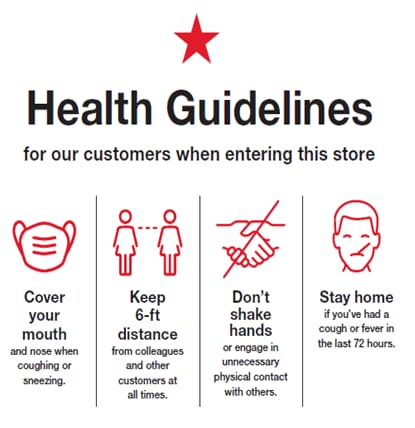 Health Guidelines
for our customers when entering this store
Cover
your
mouth
and nose when
coughing or
sneezing.
Keep
6-ft
distance
from colleagues
and other
customers at
all times.
Don't
shake
hands
or engage in
unnecessary
physical contact
with others.
Stay home
if you've had a
cough or fever in
the last 72 hours.